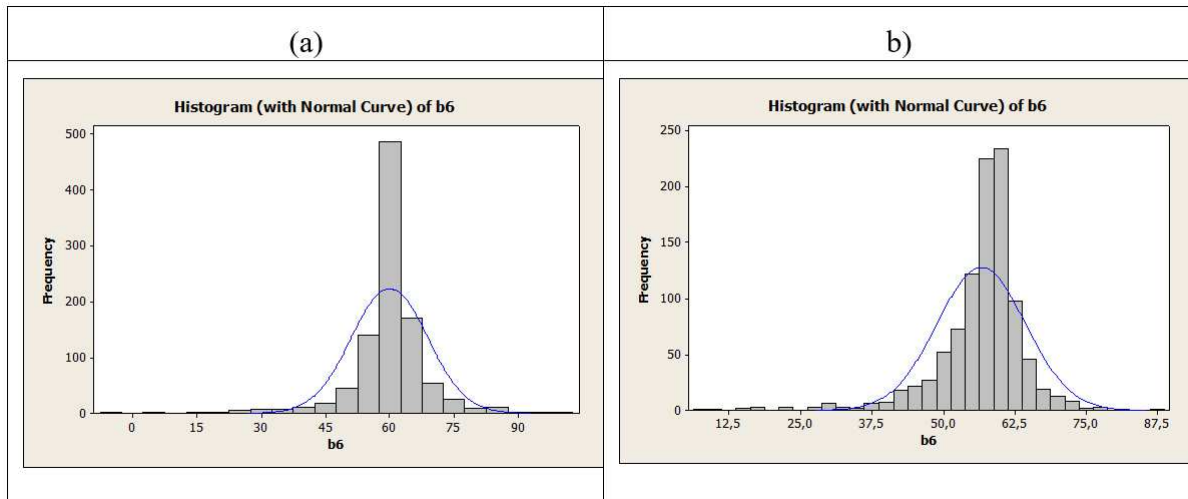 (a)
b)
Histogram (with Normal Curve) of b6
500
400
300
200
100
0
Frequency
0 15 30 45 60 75 90
b6
Histogram (with Normal Curve) of b6
250
200
150
100
50
0
Frequency
12,5 25,0 37,5 50,0 62,5 75,0 87,5
b6